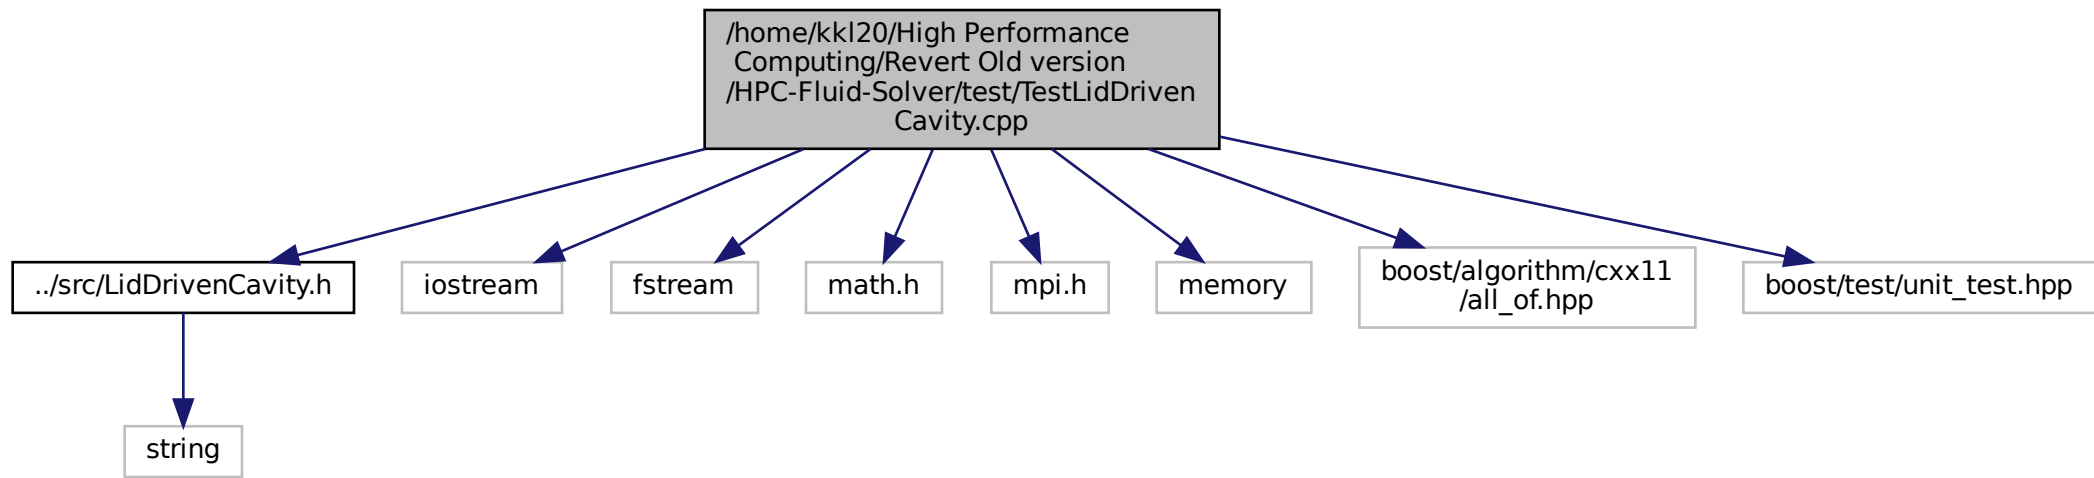 /home/kkl20/High Performance
Computing/Revert Old version
/HPC-Fluid-Solver/test/TestLidDriven
Cavity.cpp
../src/LidDrivenCavity.h
iostream
fstream
math.h
mpi.h
memory
boost/algorithm/cxx11
/all_of.hpp
boost/test/unit_test.hpp
string